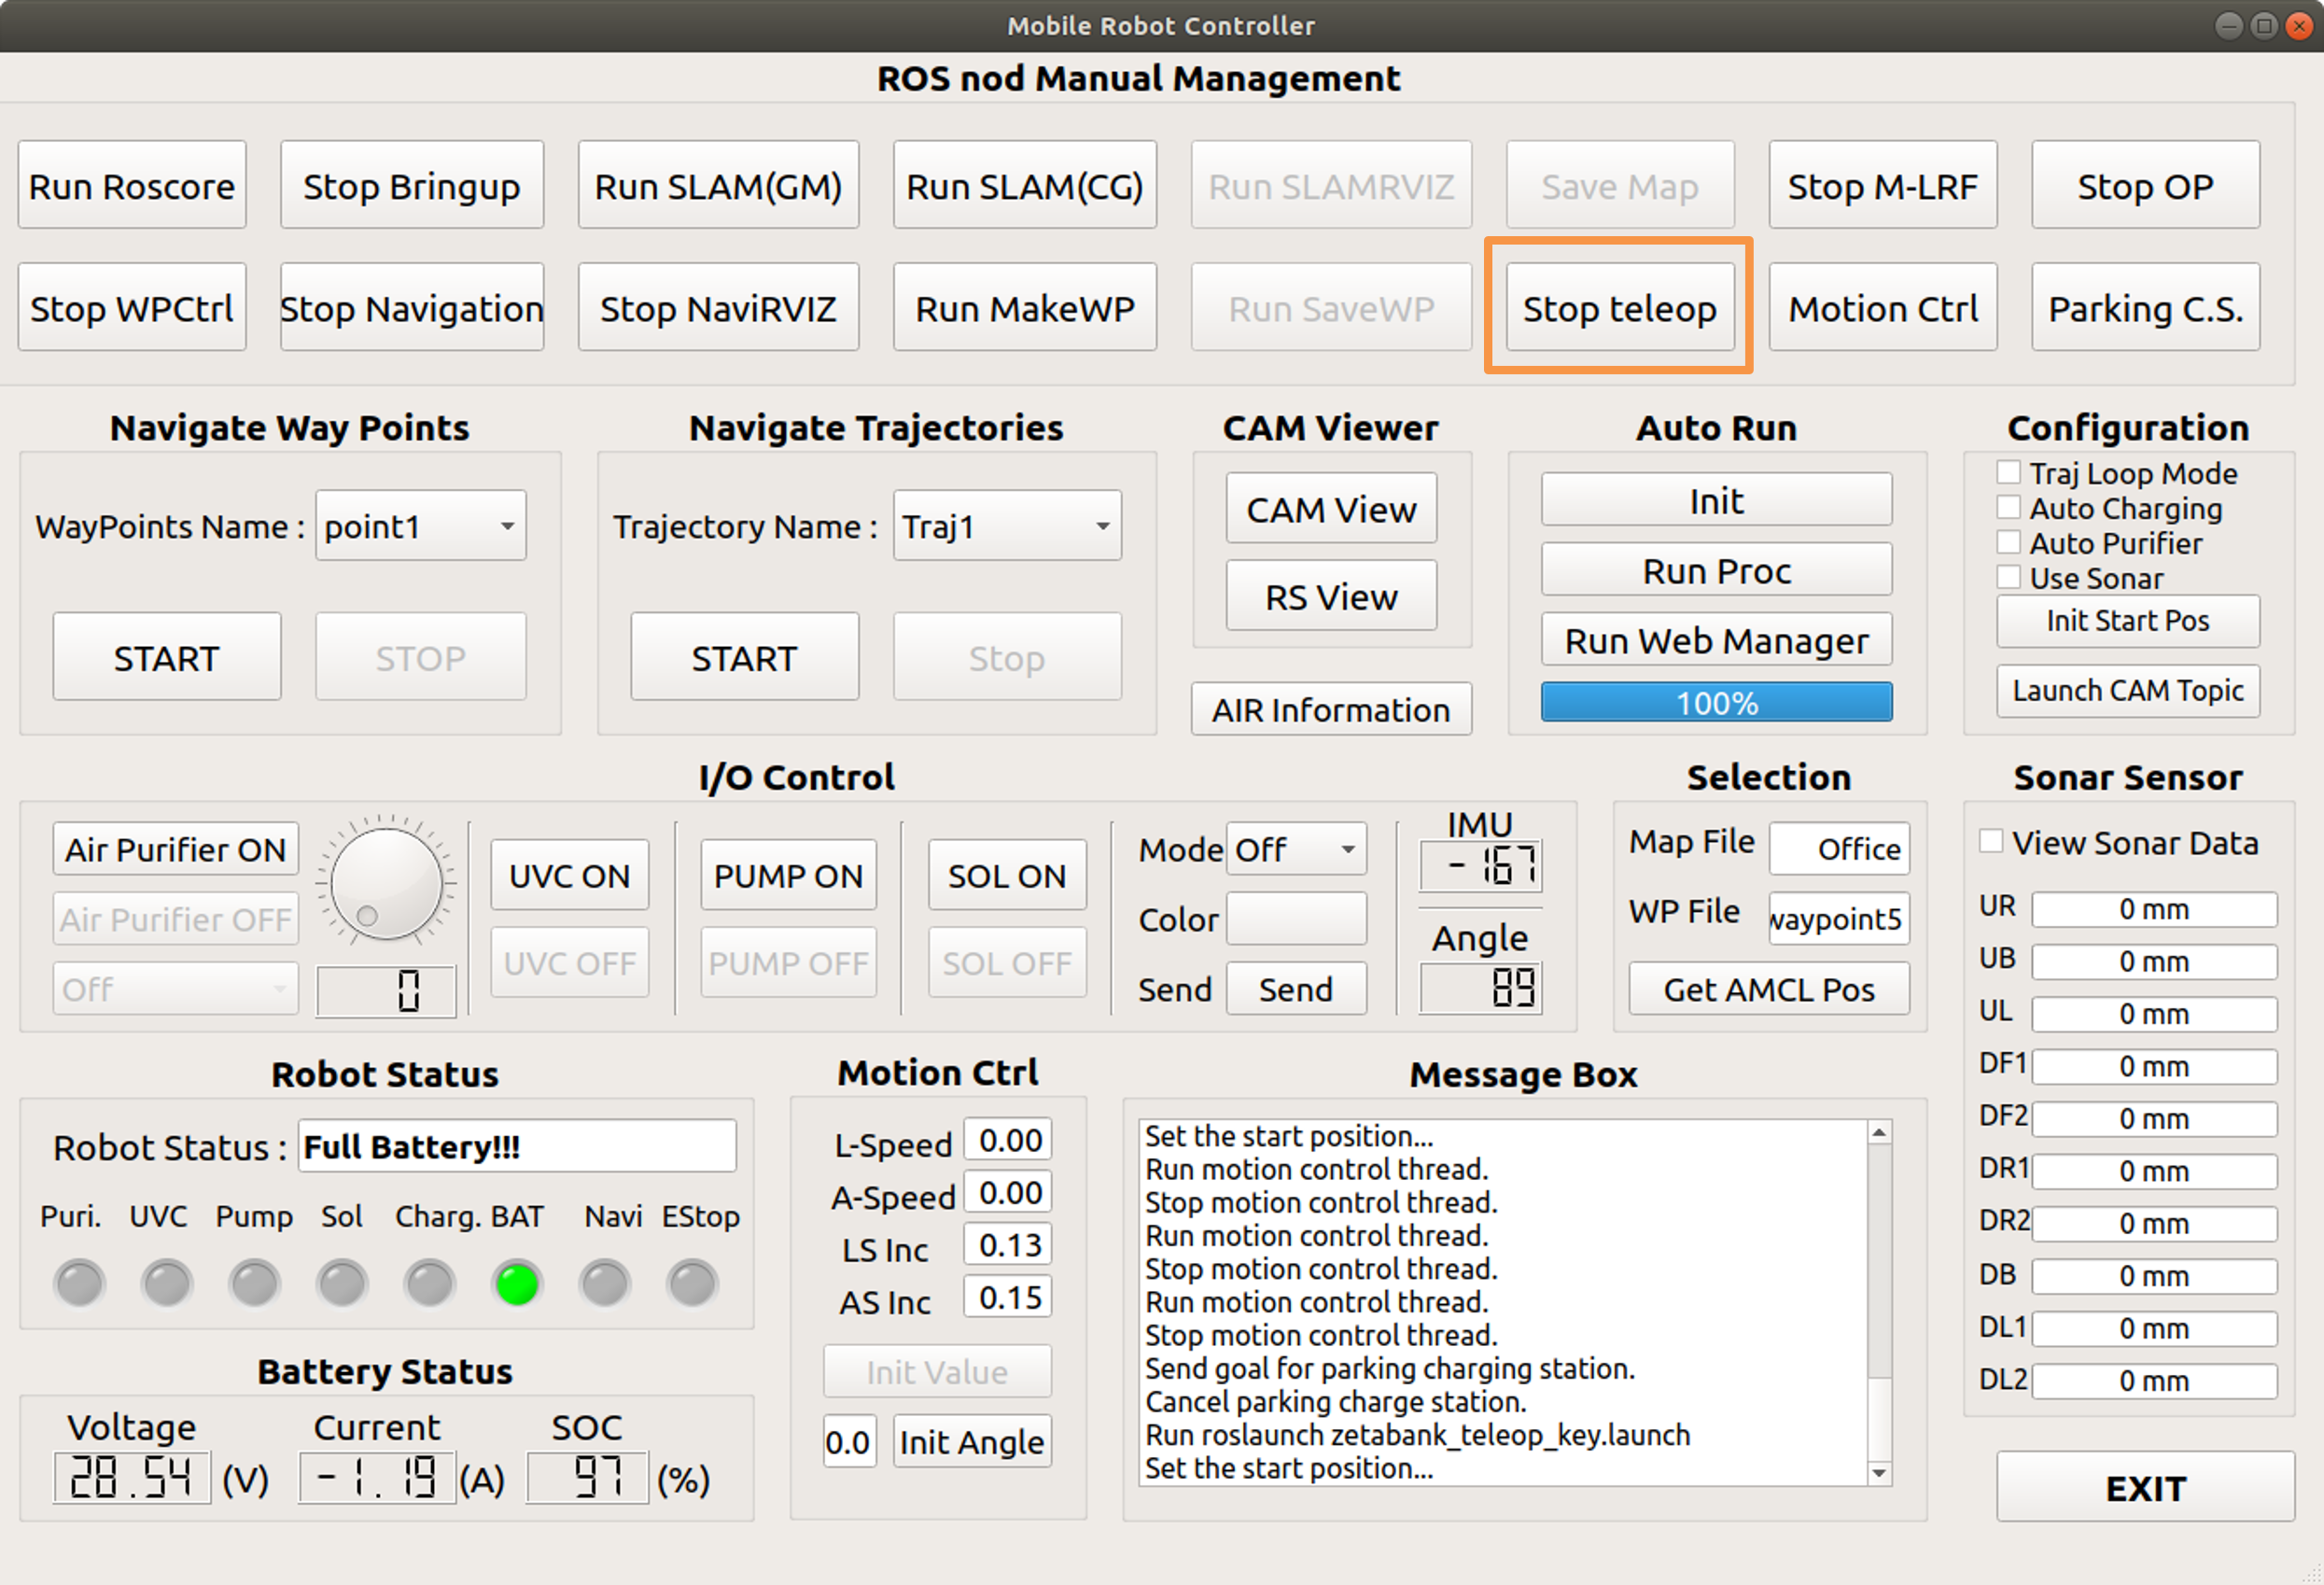 Mobile Robot Controller
ROS nod Manual Management
Run Roscore Stop Bringup Run SLAM(GM) Run SLAM(CG) Run SLAMRVIZ Save Map Stop M-LRF Stop OP
Stop WPCtrl Stop Navigation Stop NaviRVIZ Run MakeWP Run SaveWP Stop teleop Motion Ctrl Parking C.S.
Navigate Way Points
WayPoints Name : point1
START STOP
Navigate Trajectories
Trajectory Name : Traj1
START Stop
CAM Viewer
CAM View
RS View
AIR Information
Auto Run
Init
Run Proc
Run Web Manager
100%
Configuration
Traj Loop Mode
Auto Charging
Auto Purifier
Use Sonar
Init Start Pos
Launch CAM Topic
I/O Control
Air Purifier ON
Air Purifier OFF
Off
0
UVC ON
UVC OFF
PUMP ON
PUMP OFF
SOL ON
SOL OFF
Mode Off
Color
Send Send
IMU
-167
Angle
89
Selection
Map File Office
WP File waypoint5
Get AMCL Pos
Sonar Sensor
View Sonar Data
UR 0 mm
UB 0 mm
UL 0 mm
DF1 0 mm
DF2 0 mm
DR1 0 mm
DR2 0 mm
DB 0 mm
DL1 0 mm
DL2 0 mm
Robot Status
Robot Status : Full Battery!!!
Puri. UVC Pump Sol Charg. BAT Navi EStop
Battery Status
Voltage Current SOC
28.54 (V) -1.19 (A) 97 (%)
Motion Ctrl
L-Speed 0.00
A-Speed 0.00
LS Inc 0.13
AS Inc 0.15
Init Value
0.0 Init Angle
Message Box
Set the start position...
Run motion control thread.
Stop motion control thread.
Run motion control thread.
Stop motion control thread.
Run motion control thread.
Stop motion control thread.
Send goal for parking charging station.
Cancel parking charge station.
Run roslaunch zetabank_teleop_key.launch
Set the start position...
EXIT